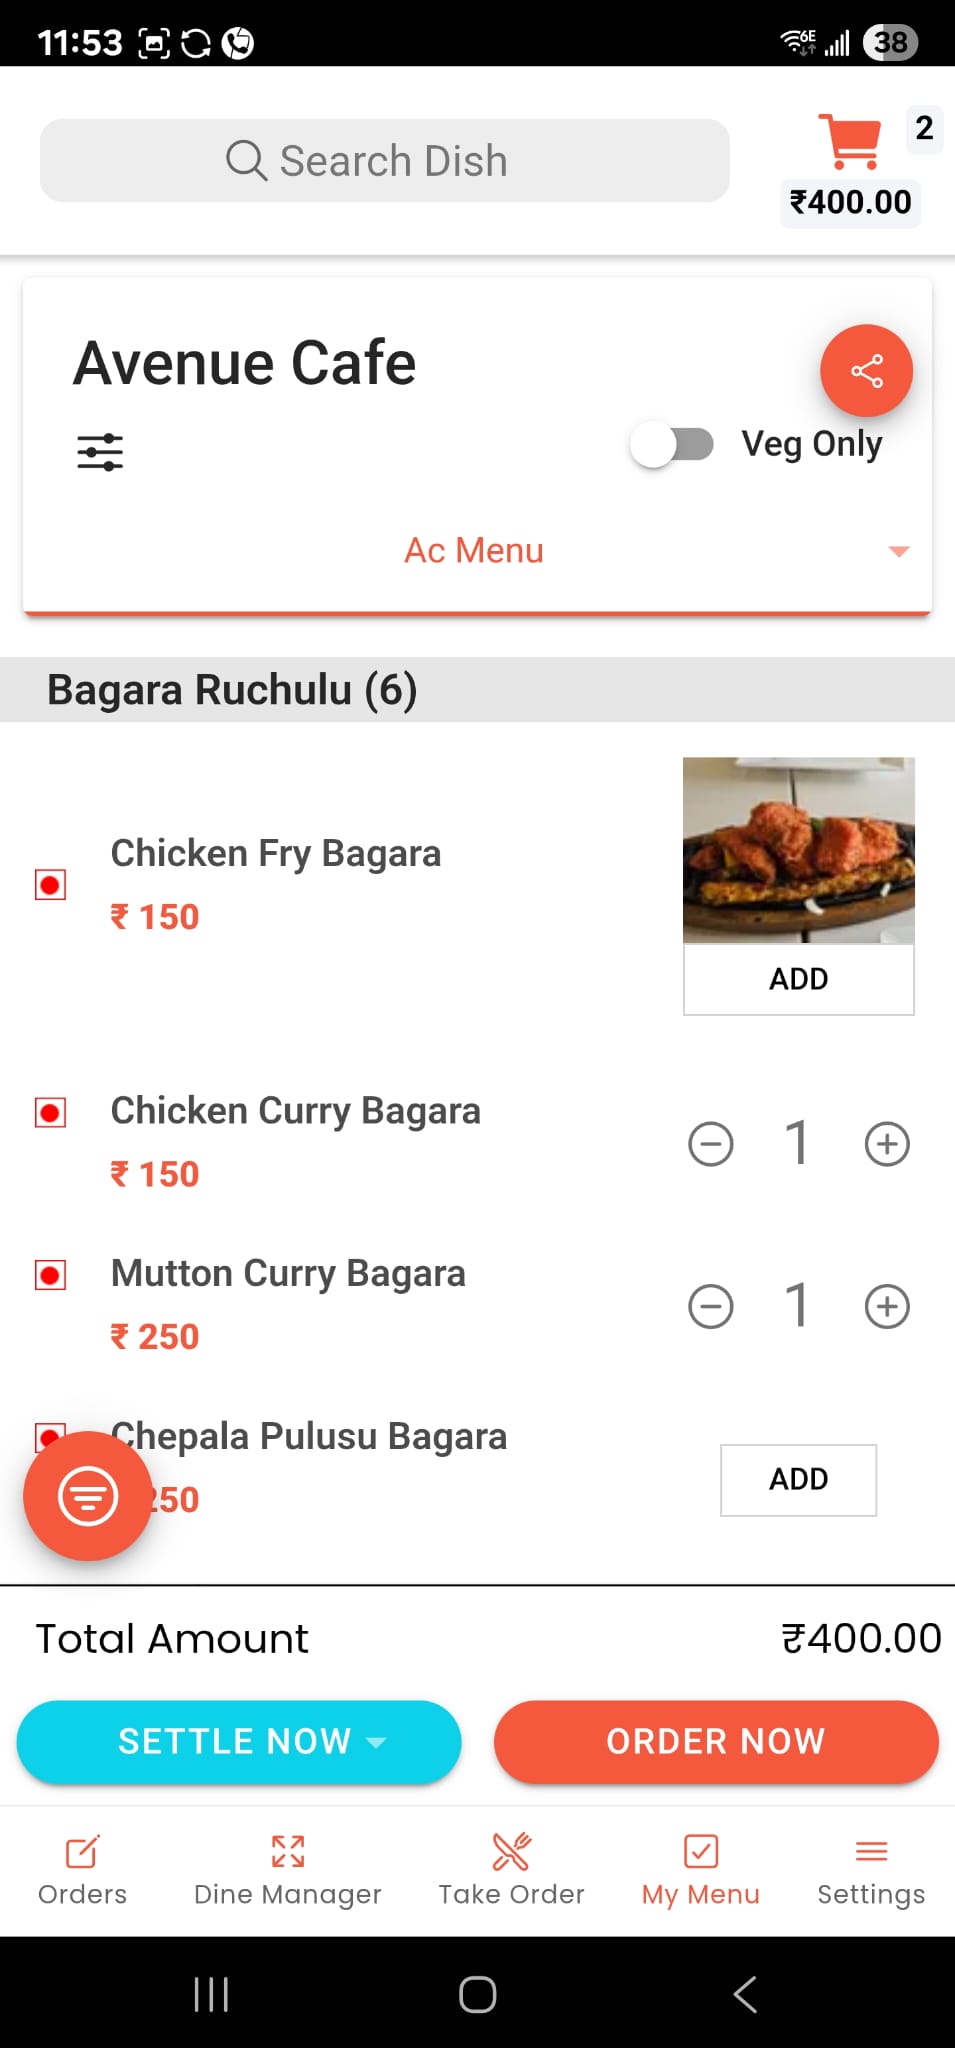 11:53
6E
38
Search Dish
2
₹400.00
Avenue Cafe
Veg Only
Ac Menu
Bagara Ruchulu (6)
Chicken Fry Bagara
₹ 150
ADD
Chicken Curry Bagara
₹ 150
1
Mutton Curry Bagara
₹ 250
1
Chepala Pulusu Bagara
250
ADD
Total Amount
₹400.00
SETTLE NOW
ORDER NOW
Orders
Dine Manager
Take Order
My Menu
Settings